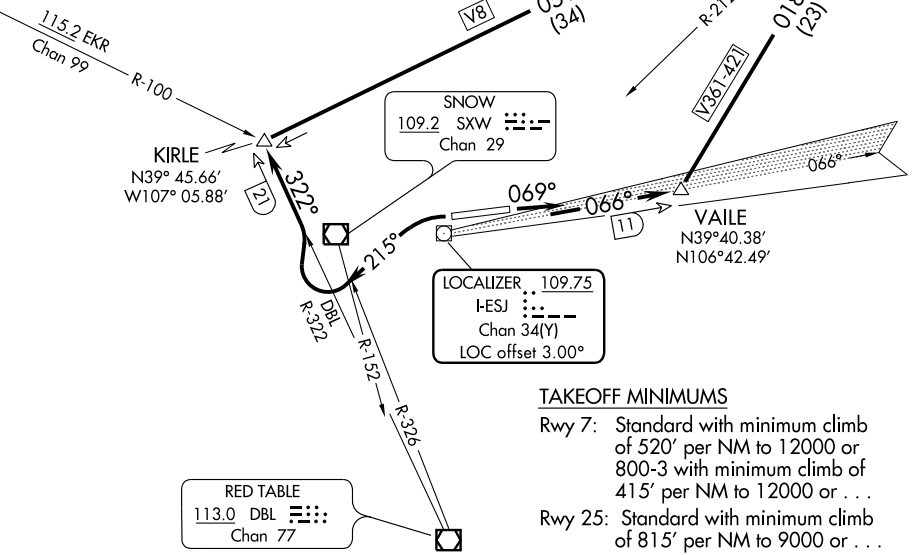 115.2 EKR
Chan 99
R-100
V8
(34)
R-212
018
(23)
V361-421
SNOW
109.2 SXW
Chan 29
KIRLE
N39° 45.66’
W107° 05.88’
21
322°
069°
066°
066°
11
VAILE
N39°40.38’
N106°42.49’
215°
LOCALIZER 109.75
I-ESJ
Chan 34(Y)
LOC offset 3.00°
DBL
R-322
R-152
R-326
RED TABLE
113.0 DBL
Chan 77
TAKEOFF MINIMUMS
Rwy 7: Standard with minimum climb
of 520’ per NM to 12000 or
800-3 with minimum climb of
415’ per NM to 12000 or . . .
Rwy 25: Standard with minimum climb
of 815’ per NM to 9000 or . . .